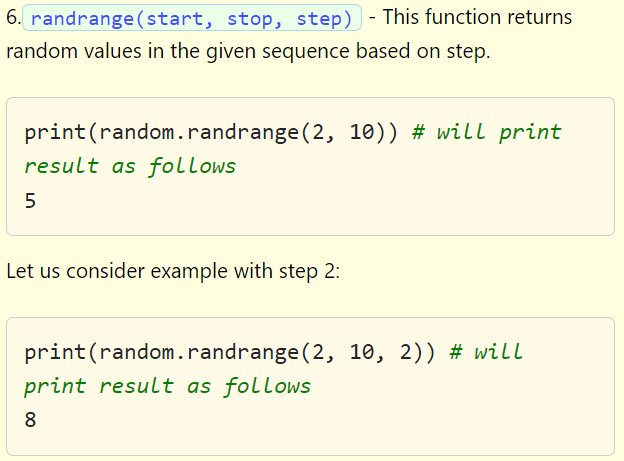 6. randrange(start, stop, step) - This function returns
random values in the given sequence based on step.
print(random.randrange(2, 10)) # will print
result as follows
5
Let us consider example with step 2:
print(random.randrange(2, 10, 2)) # will
print result as follows
8